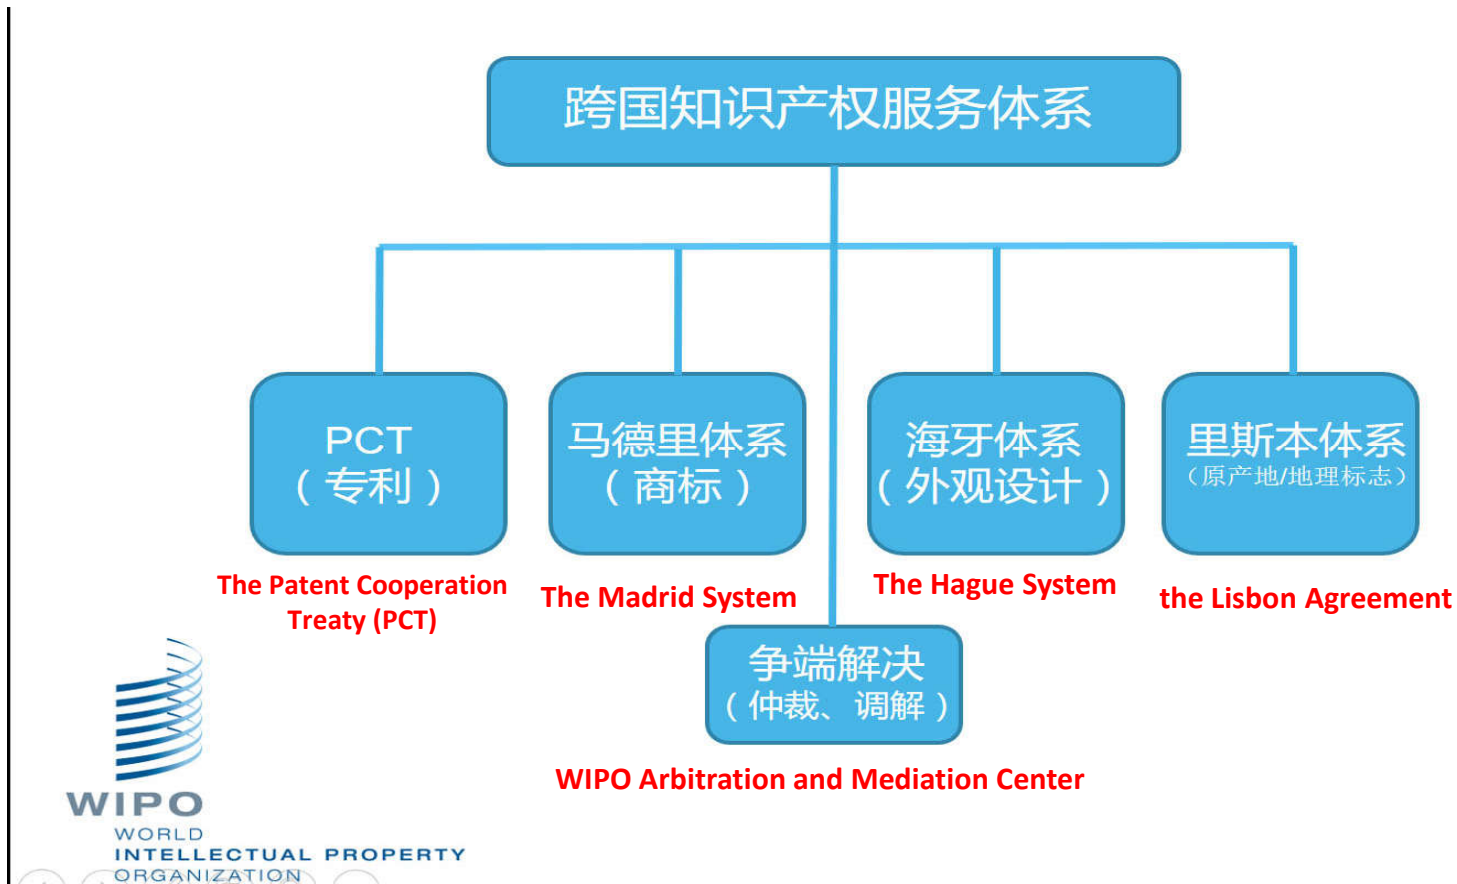 跨国知识产权服务体系
PCT
（专利）
马德里体系
（商标）
海牙体系
（外观设计）
里斯本体系
（原产地/地理标志）
The Patent Cooperation
Treaty (PCT)
The Madrid System
The Hague System
the Lisbon Agreement
争端解决
（仲裁、调解）
WIPO Arbitration and Mediation Center
WIPO
WORLD
INTELLECTUAL PROPERTY
ORGANIZATION